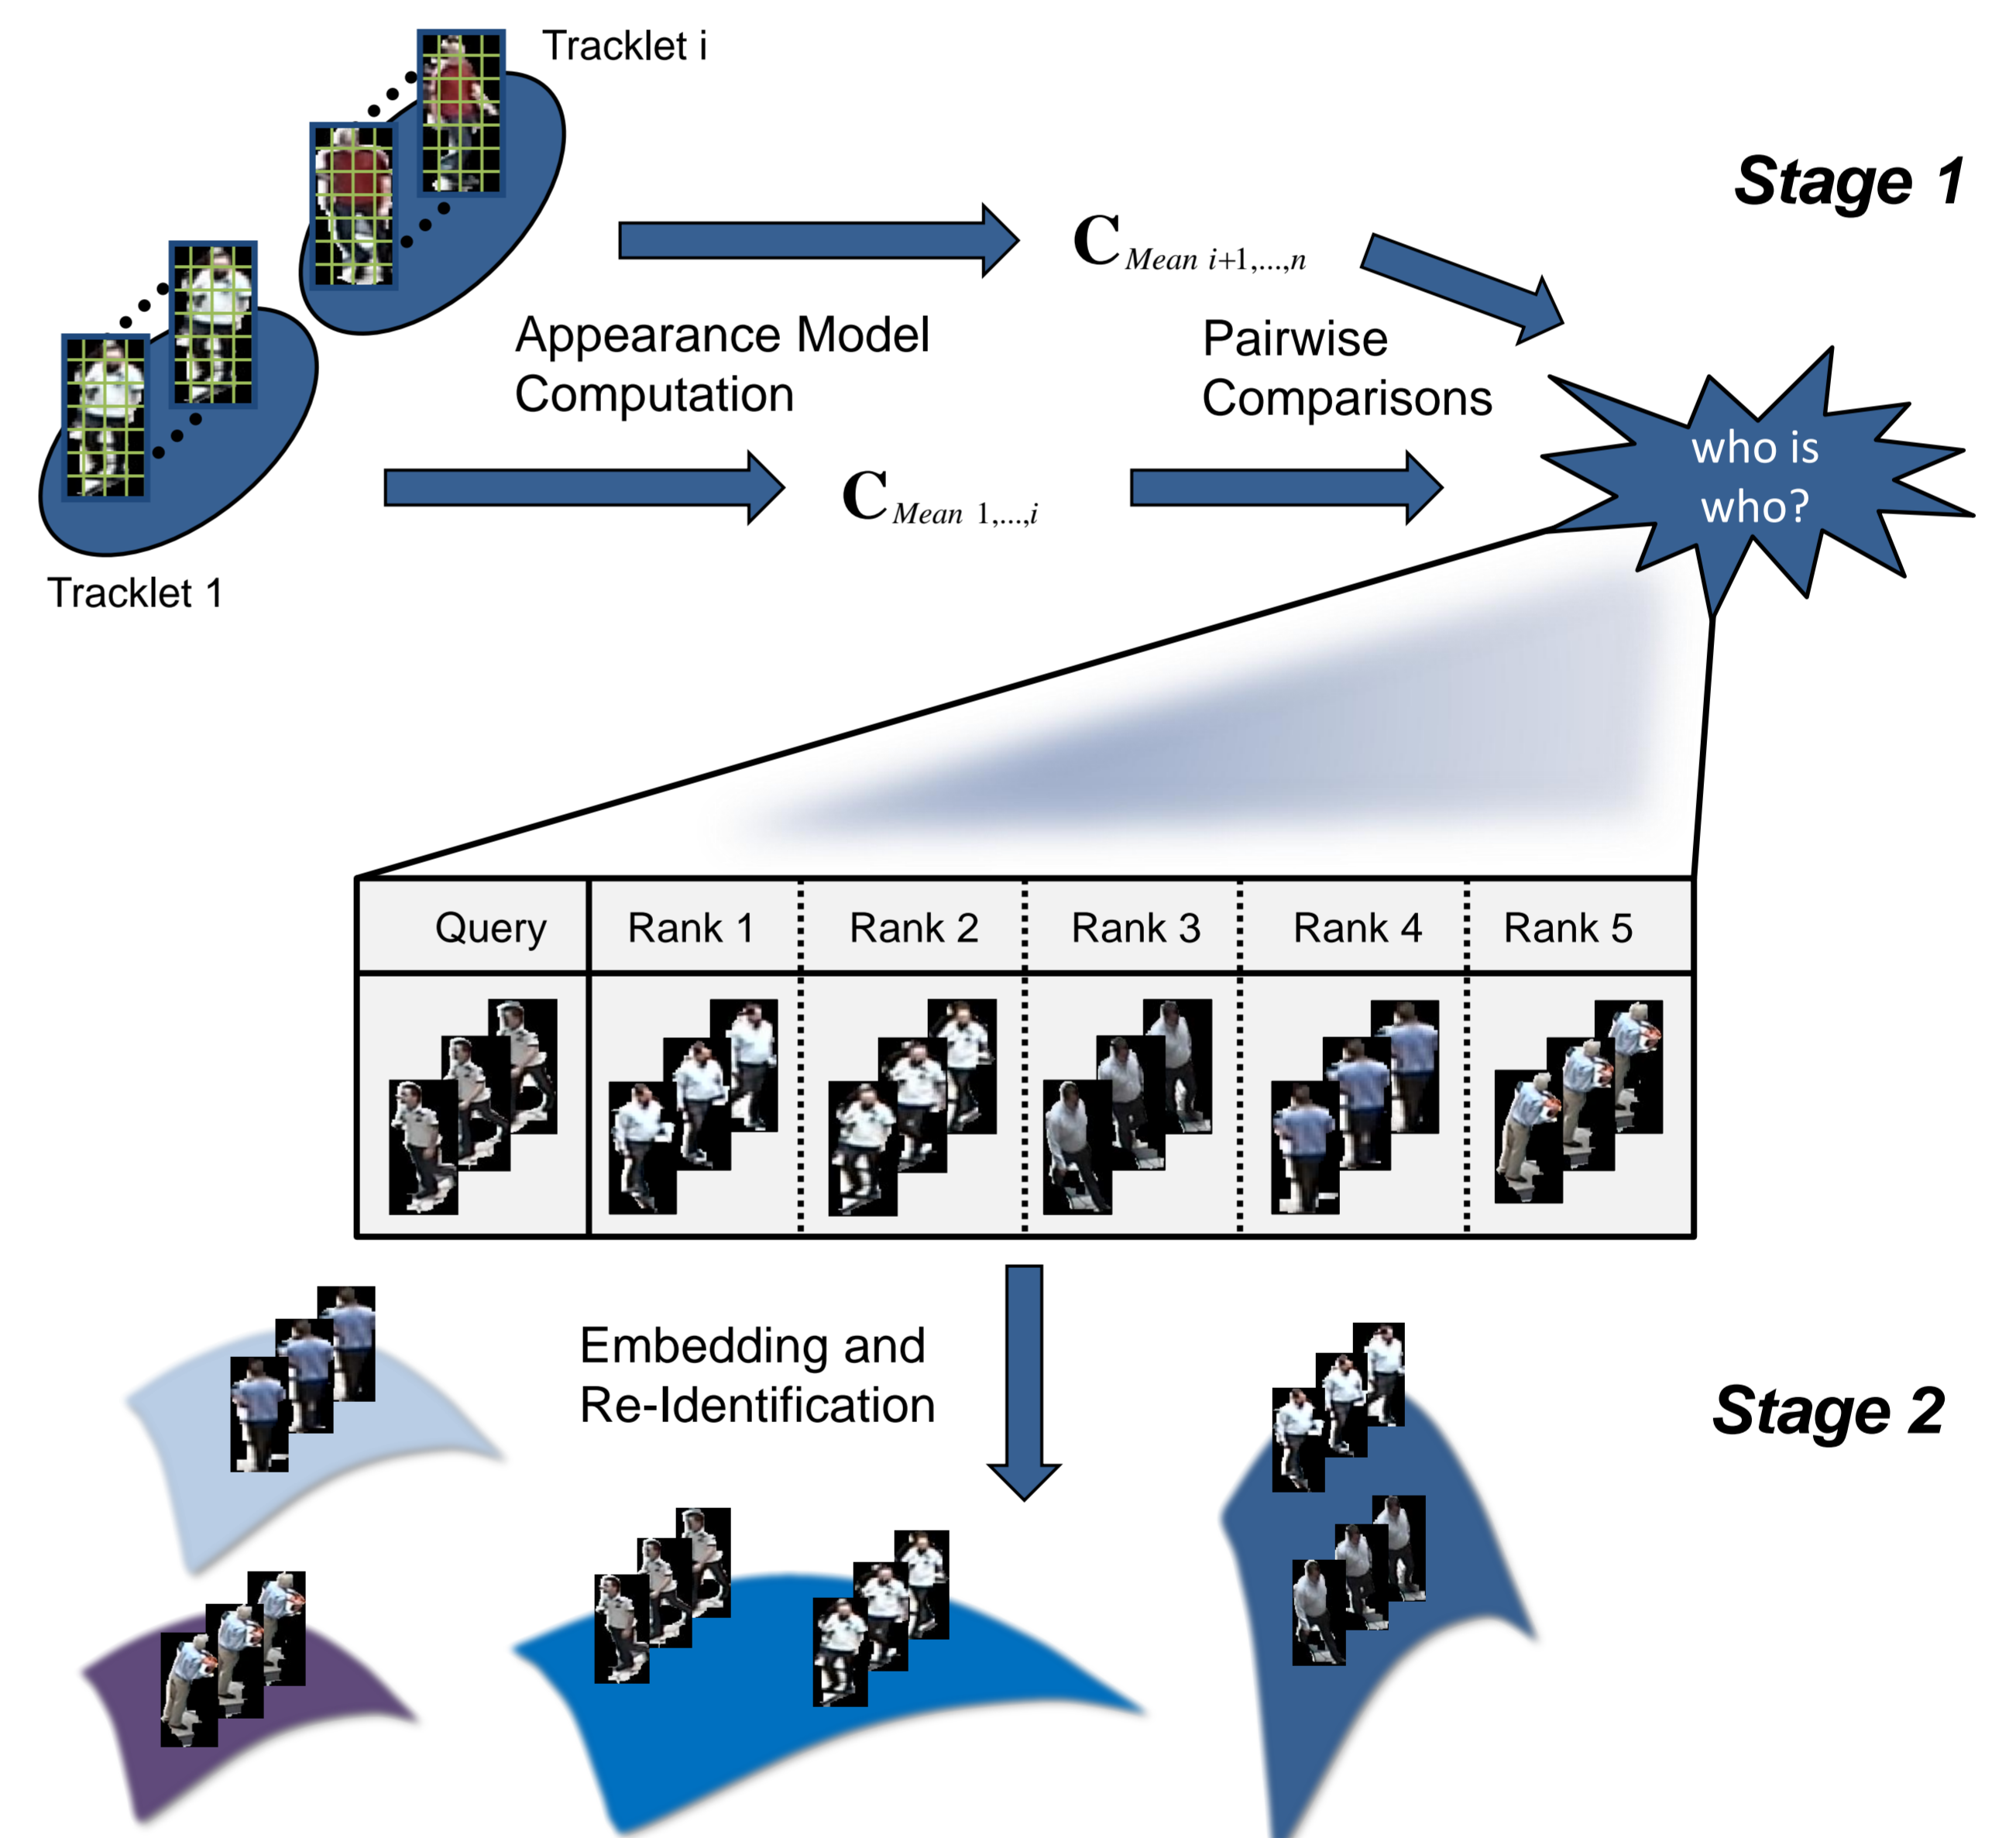 Tracklet i
Stage 1
C Mean i+1,...,n
Appearance Model
Computation
Pairwise
Comparisons
who is
who?
C Mean 1,...,i
Tracklet 1
Query Rank 1 Rank 2 Rank 3 Rank 4 Rank 5
Embedding and
Re-Identification
Stage 2